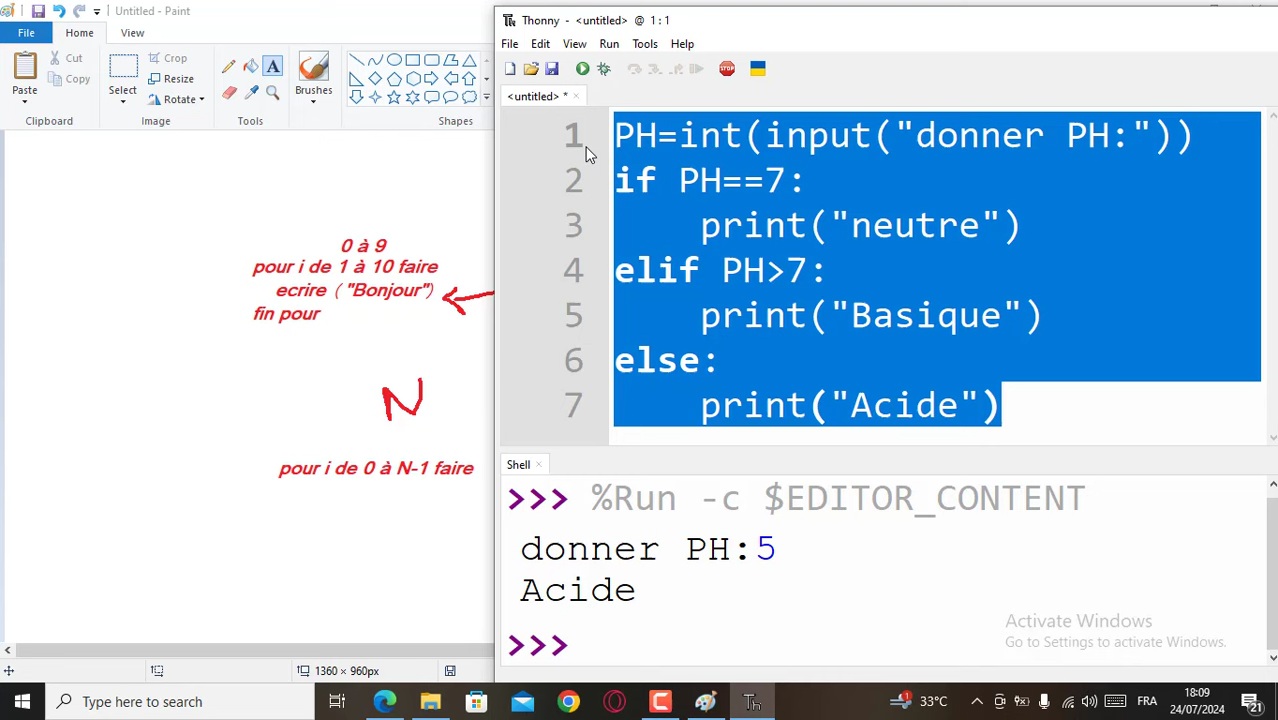 Untitled - Paint
File
Home
View
Paste
Cut
Copy
Clipboard
Select
Crop
Resize
Rotate
Image
A
Tools
Brushes
Shapes
0 à 9
pour i de 1 à 10 faire
ecrire ( "Bonjour")
fin pour
N
pour i de 0 à N-1 faire
1360 × 960px
Th Thonny - <untitled> @ 1 : 1
File Edit View Run Tools Help
STOP
<untitled> * ×
1 PH=int(input("donner PH:"))
2 if PH==7:
3     print("neutre")
4 elif PH>7:
5     print("Basique")
6 else:
7     print("Acide")
Shell ×
>>> %Run -c $EDITOR_CONTENT
donner PH:5
Acide
>>>
Activate Windows
Go to Settings to activate Windows.
Type here to search
Th
1
33°C
FRA
18:09
24/07/2024
21